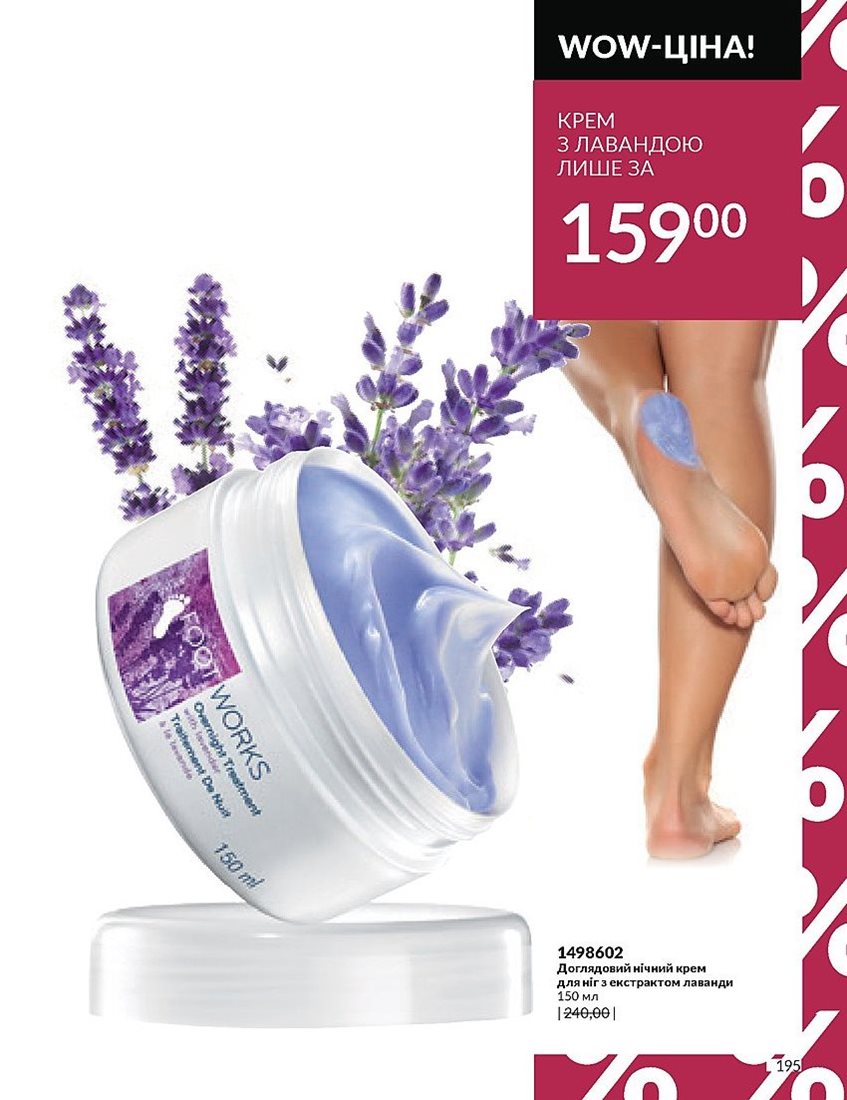 WOW-ЦІНА!
КРЕМ
З ЛАВАНДОЮ
ЛИШЕ ЗА
159⁰⁰
FOOT WORKS
Overnight Treatment
with lavender
Traitement De Nuit
à la lavande
150 ml
1498602
Доглядовий нічний крем
для ніг з екстрактом лаванди
150 мл
| 240,00 |
195